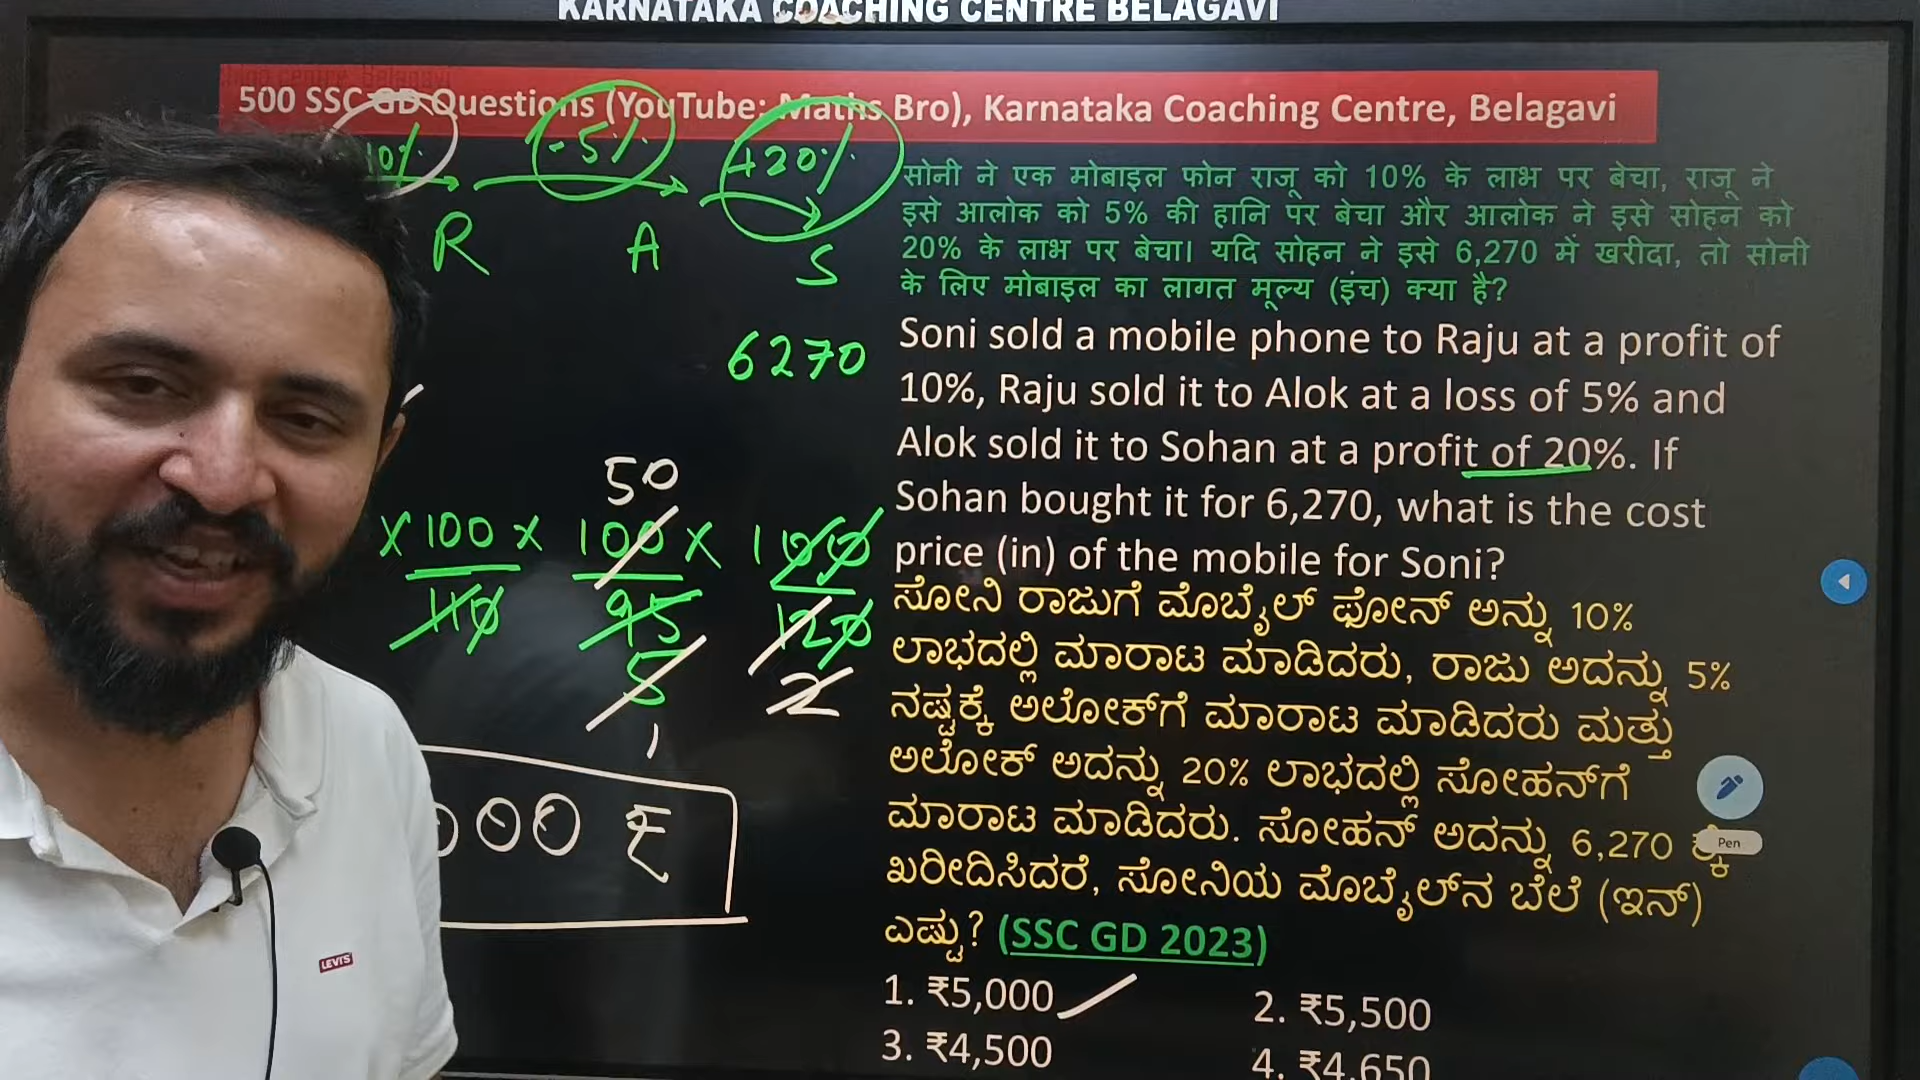 KARNATAKA COACHING CENTRE BELAGAVI
500 SSC GD Questions (YouTube: Maths Bro), Karnataka Coaching Centre, Belagavi
10% -5% +20%
R A S
6270
सोनी ने एक मोबाइल फोन राजू को 10% के लाभ पर बेचा, राजू ने
इसे आलोक को 5% की हानि पर बेचा और आलोक ने इसे सोहन को
20% के लाभ पर बेचा। यदि सोहन ने इसे 6,270 में खरीदा, तो सोनी
के लिए मोबाइल का लागत मूल्य (इंच) क्या है?
Soni sold a mobile phone to Raju at a profit of
10%, Raju sold it to Alok at a loss of 5% and
Alok sold it to Sohan at a profit of 20%. If
Sohan bought it for 6,270, what is the cost
price (in) of the mobile for Soni?
50
x 100 x 100 x 100
110 95 120
5 2
1
000 ₹
ಸೋನಿ ರಾಜುಗೆ ಮೊಬೈಲ್ ಫೋನ್ ಅನ್ನು 10%
ಲಾಭದಲ್ಲಿ ಮಾರಾಟ ಮಾಡಿದರು, ರಾಜು ಅದನ್ನು 5%
ನಷ್ಟಕ್ಕೆ ಅಲೋಕ್‌ಗೆ ಮಾರಾಟ ಮಾಡಿದರು ಮತ್ತು
ಅಲೋಕ್ ಅದನ್ನು 20% ಲಾಭದಲ್ಲಿ ಸೋಹನ್‌ಗೆ
ಮಾರಾಟ ಮಾಡಿದರು. ಸೋಹನ್ ಅದನ್ನು 6,270
ಖರೀದಿಸಿದರೆ, ಸೋನಿಯ ಮೊಬೈಲ್‌ನ ಬೆಲೆ (ಇನ್)
ಎಷ್ಟು? (SSC GD 2023)
1. ₹5,000 2. ₹5,500
3. ₹4,500 4. ₹4,650
Pen
LEVI'S